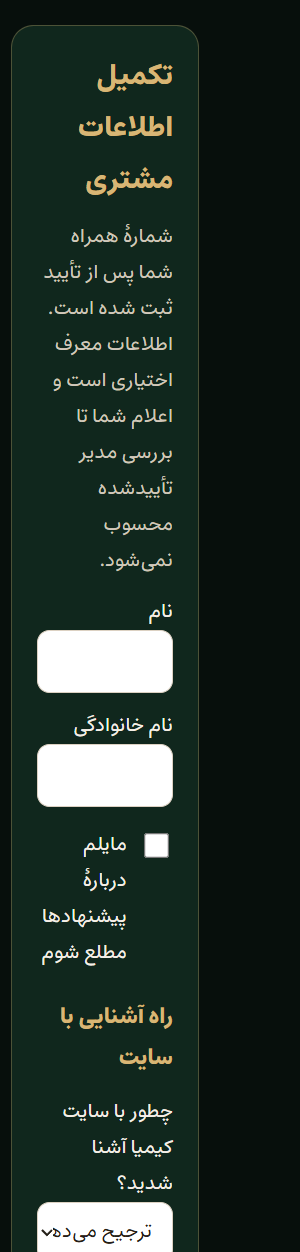 تکمیل
اطلاعات
مشتری
شمارهٔ همراه
شما پس از تأیید
ثبت شده است.
اطلاعات معرف
اختیاری است و
اعلام شما تا
بررسی مدیر
تأییدشده
محسوب
نمی‌شود.
نام
نام خانوادگی
مایلم
دربارهٔ
پیشنهادها
مطلع شوم
راه آشنایی با
سایت
چطور با سایت
کیمیا آشنا
شدید؟
ترجیح می‌ده